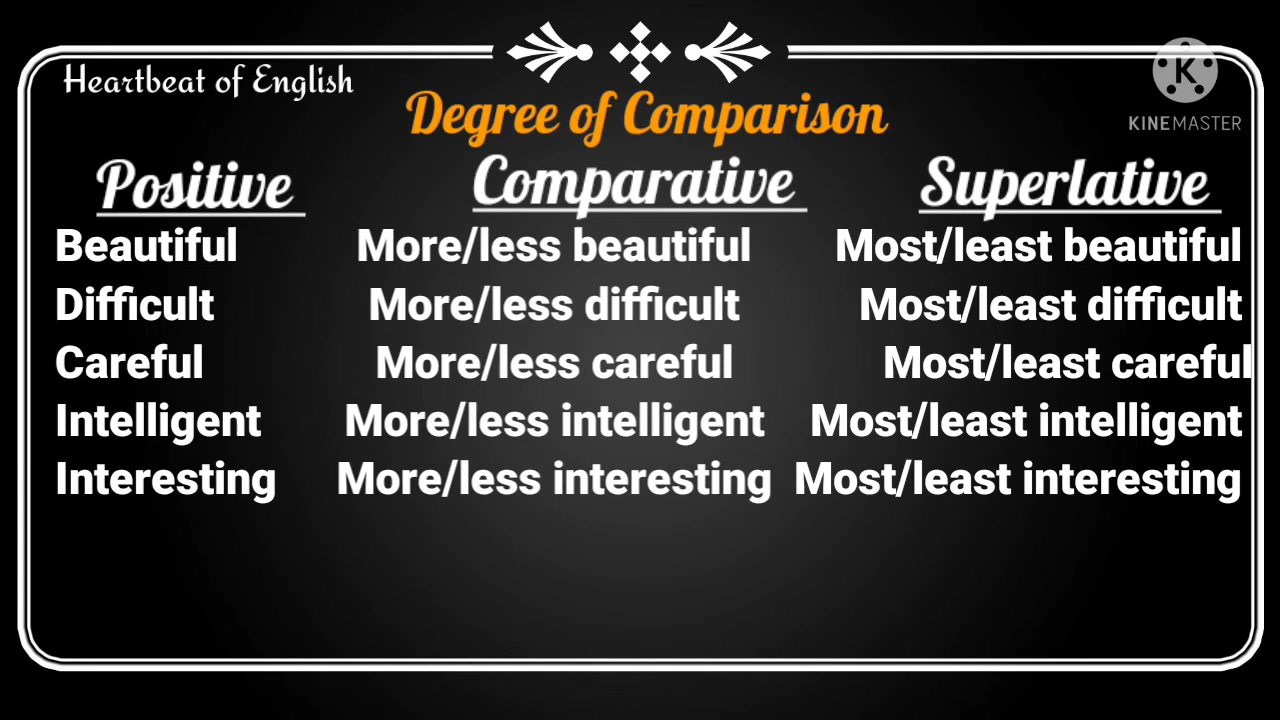 Heartbeat of English
KINEMASTER
Degree of Comparison
Positive Comparative Superlative
Beautiful More/less beautiful Most/least beautiful
Difficult More/less difficult Most/least difficult
Careful More/less careful Most/least careful
Intelligent More/less intelligent Most/least intelligent
Interesting More/less interesting Most/least interesting